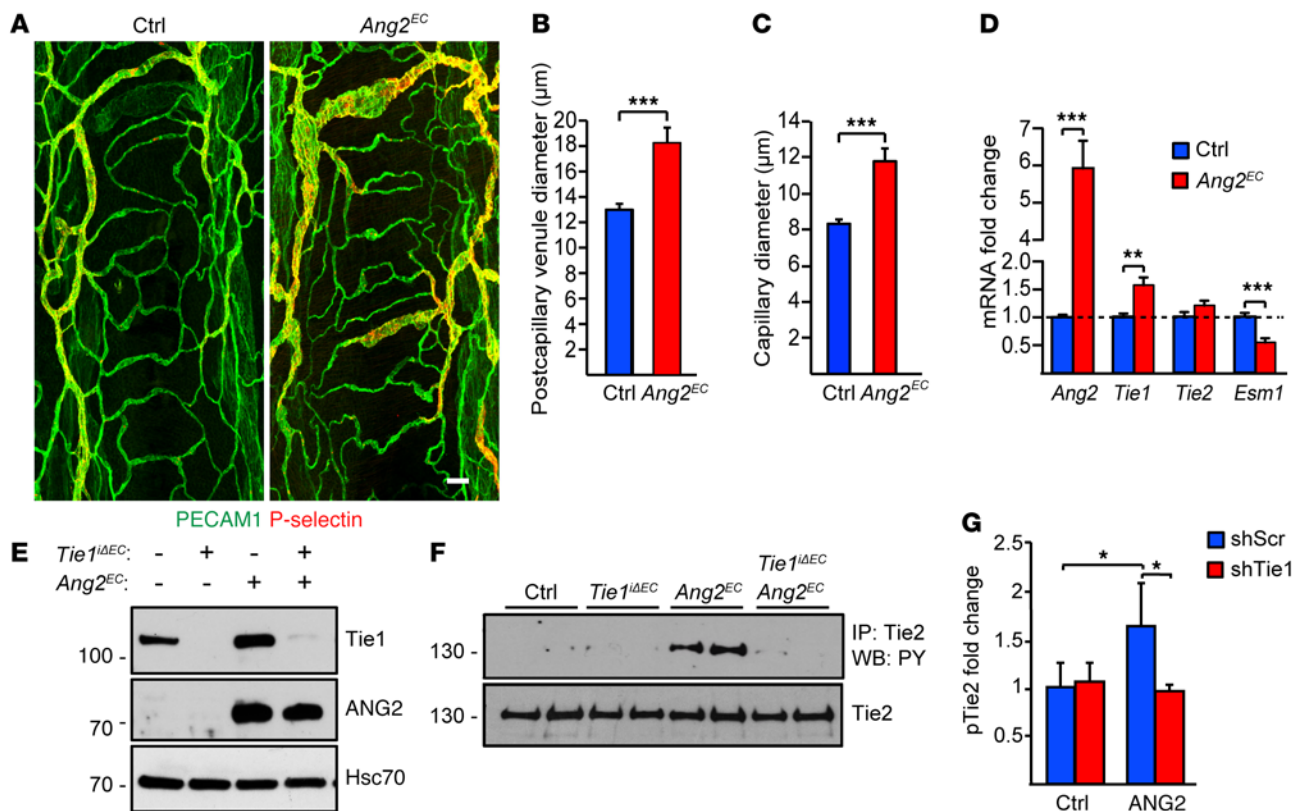 A
Ctrl
Ang2EC
PECAM1 P-selectin
B
Postcapillary venule diameter (μm)
***
20
18
16
14
12
10
8
6
4
2
Ctrl Ang2EC
C
Capillary diameter (μm)
***
14
12
10
8
6
4
2
Ctrl Ang2EC
D
mRNA fold change
7
6
5
1.5
1.0
0.5
***
**
***
Ctrl
Ang2EC
Ang2 Tie1 Tie2 Esm1
E
Tie1iΔEC: - + - +
Ang2EC: - - + +
100 - Tie1
70 - ANG2
70 - Hsc70
F
Ctrl Tie1iΔEC Ang2EC Tie1iΔEC
Ang2EC
130 - IP: Tie2
WB: PY
130 - Tie2
G
shScr
shTie1
pTie2 fold change
2.5
2
1.5
1
0.5
*
*
Ctrl ANG2